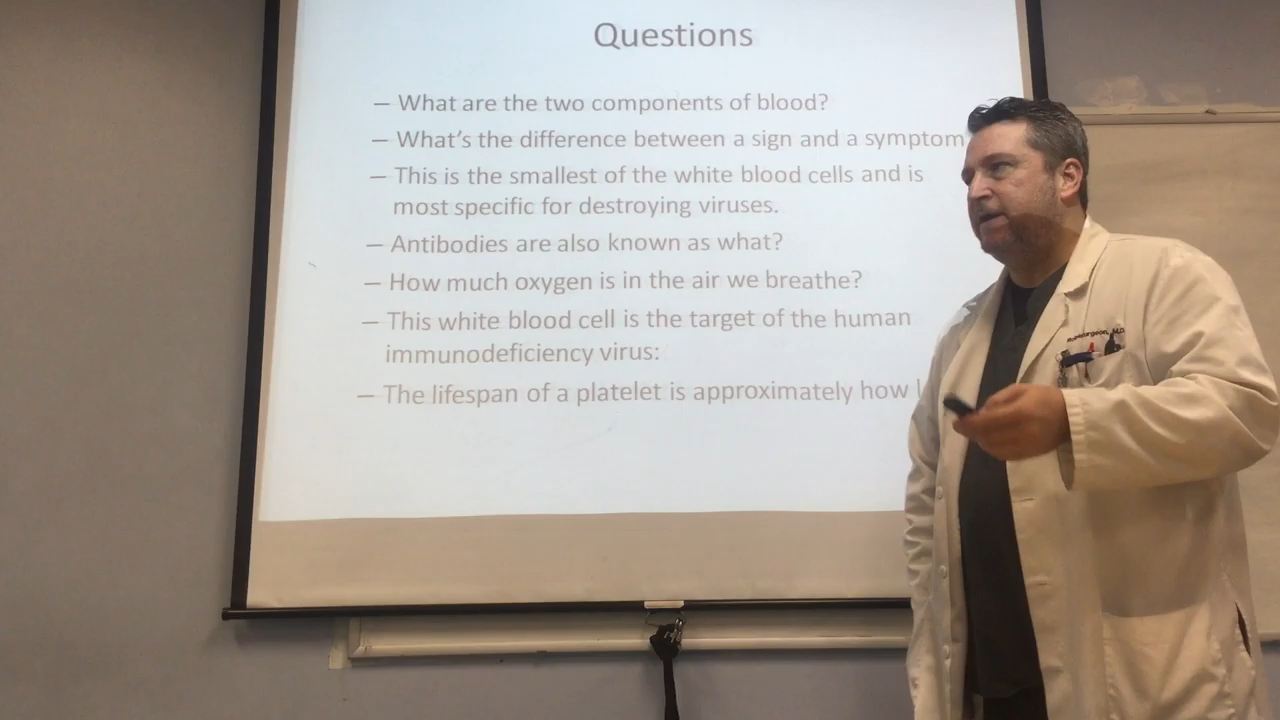 Questions
– What are the two components of blood?
– What's the difference between a sign and a symptom
– This is the smallest of the white blood cells and is
most specific for destroying viruses.
– Antibodies are also known as what?
– How much oxygen is in the air we breathe?
– This white blood cell is the target of the human
immunodeficiency virus:
– The lifespan of a platelet is approximately how
M.D.